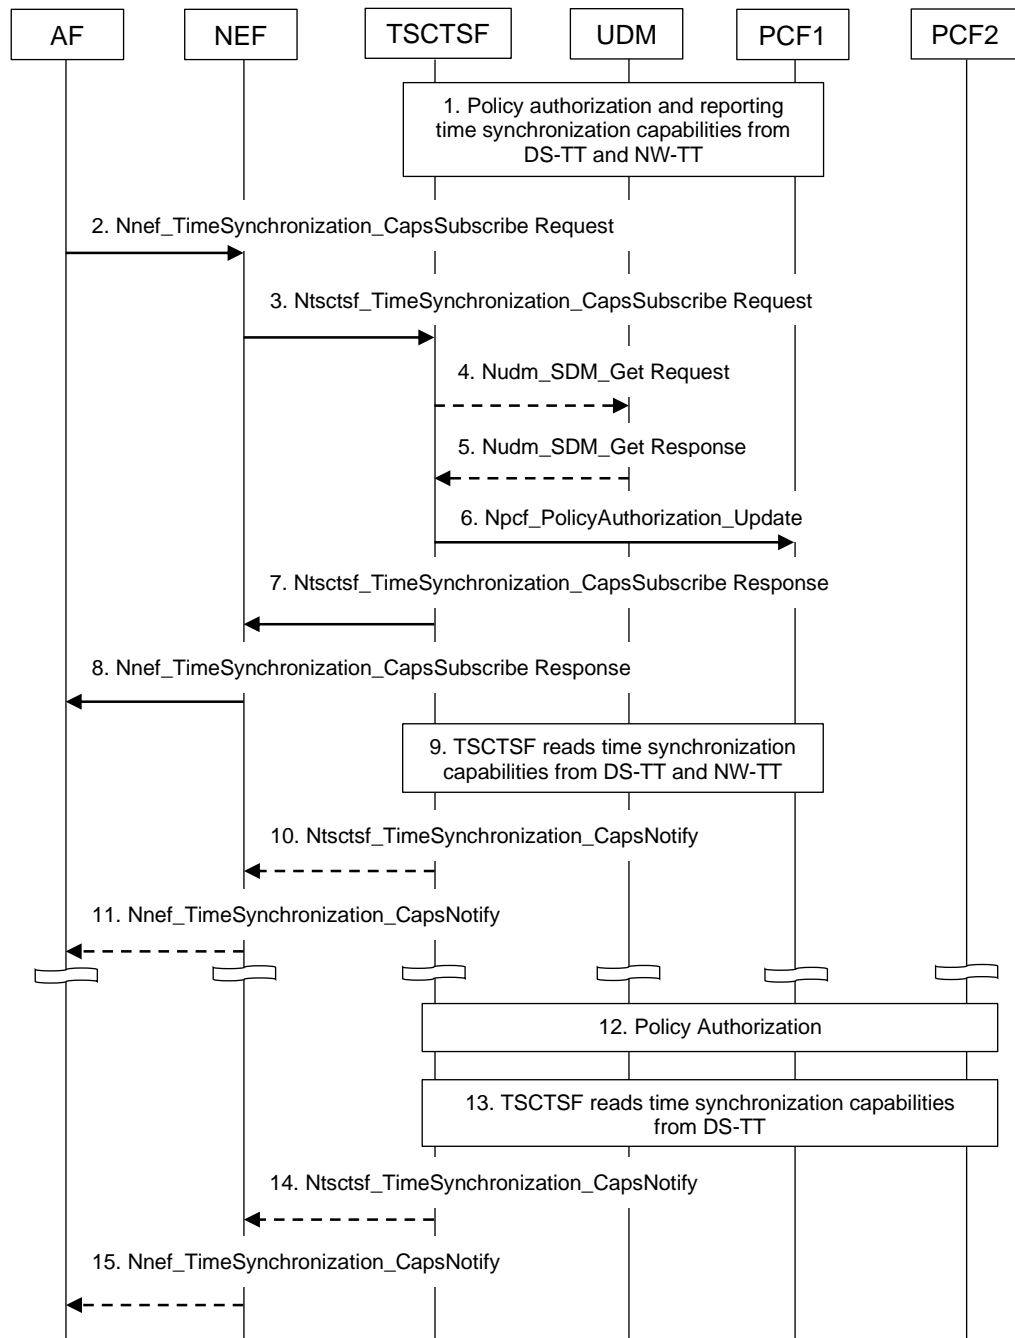 AF
NEF
TSCTSF
UDM
PCF1
PCF2
1. Policy authorization and reporting
time synchronization capabilities from
DS-TT and NW-TT
2. Nnef_TimeSynchronization_CapsSubscribe Request
3. Ntsctsf_TimeSynchronization_CapsSubscribe Request
4. Nudm_SDM_Get Request
5. Nudm_SDM_Get Response
6. Npcf_PolicyAuthorization_Update
7. Ntsctsf_TimeSynchronization_CapsSubscribe Response
8. Nnef_TimeSynchronization_CapsSubscribe Response
9. TSCTSF reads time synchronization
capabilities from DS-TT and NW-TT
10. Ntsctsf_TimeSynchronization_CapsNotify
11. Nnef_TimeSynchronization_CapsNotify
12. Policy Authorization
13. TSCTSF reads time synchronization capabilities
from DS-TT
14. Ntsctsf_TimeSynchronization_CapsNotify
15. Nnef_TimeSynchronization_CapsNotify